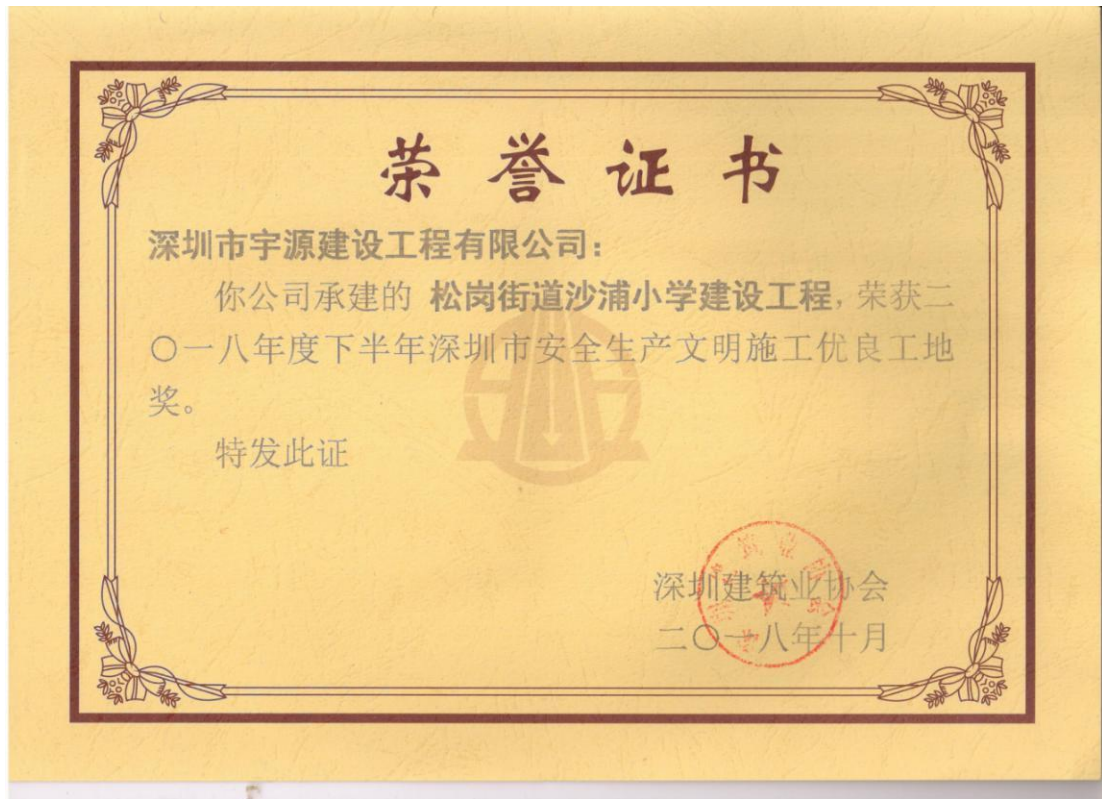 荣誉证书
深圳市宇源建设工程有限公司：
你公司承建的 松岗街道沙浦小学建设工程，荣获二
〇一八年度下半年深圳市安全生产文明施工优良工地
奖。
特发此证
深圳建筑业协会
二〇一八年十月